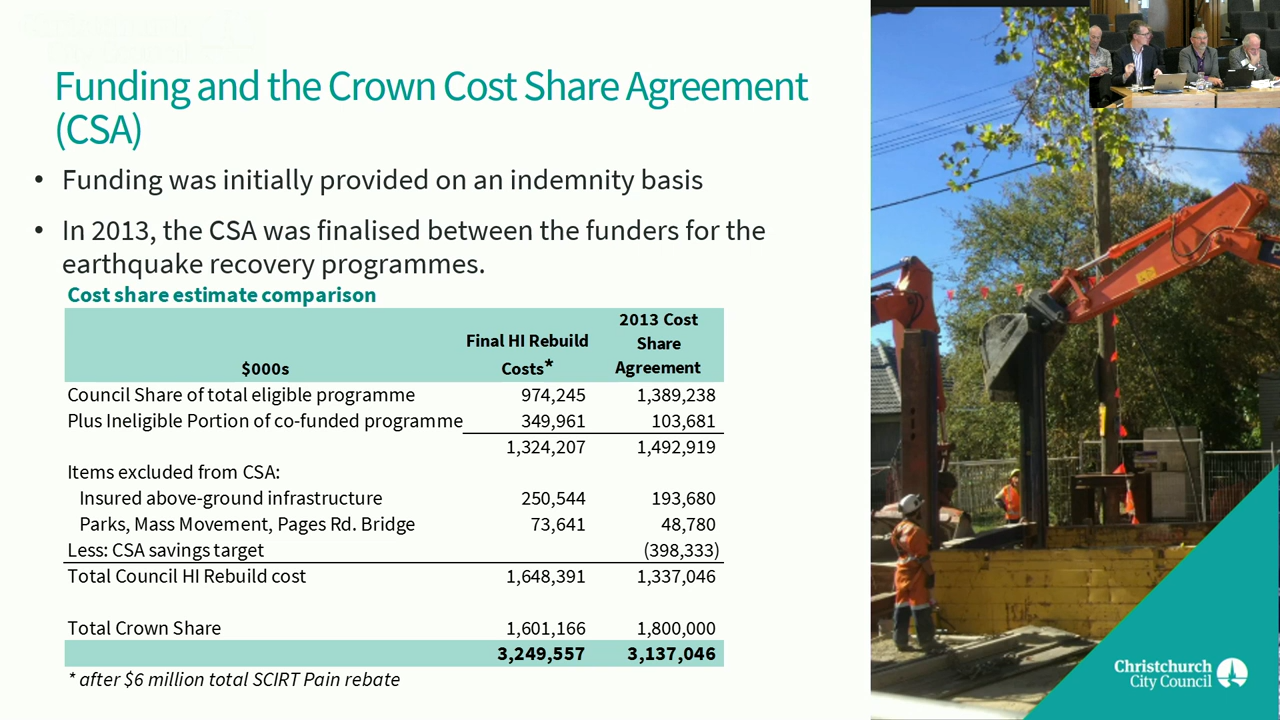 Funding and the Crown Cost Share Agreement
(CSA)
• Funding was initially provided on an indemnity basis
• In 2013, the CSA was finalised between the funders for the
earthquake recovery programmes.
Cost share estimate comparison
$000s Final HI Rebuild Costs* 2013 Cost Share Agreement
Council Share of total eligible programme 974,245 1,389,238
Plus Ineligible Portion of co-funded programme 349,961 103,681
1,324,207 1,492,919
Items excluded from CSA:
Insured above-ground infrastructure 250,544 193,680
Parks, Mass Movement, Pages Rd. Bridge 73,641 48,780
Less: CSA savings target (398,333)
Total Council HI Rebuild cost 1,648,391 1,337,046
Total Crown Share 1,601,166 1,800,000
3,249,557 3,137,046
* after $6 million total SCIRT Pain rebate
Christchurch
City Council